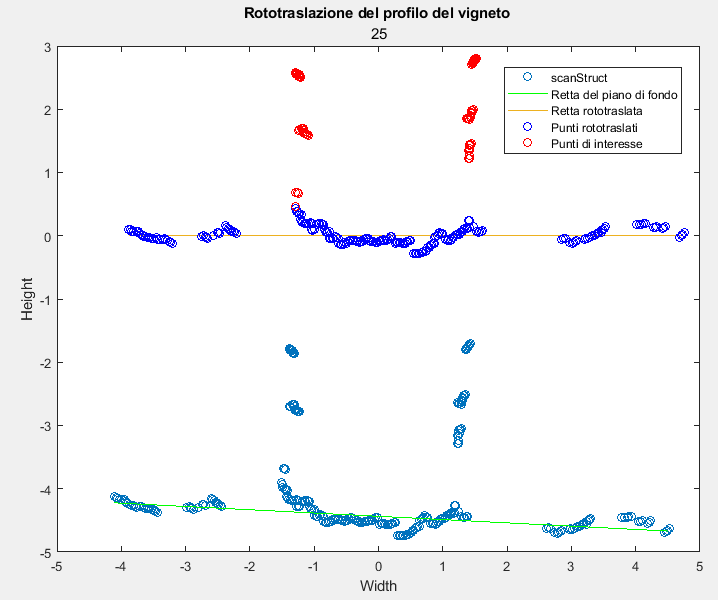 Rototraslazione del profilo del vigneto
25
3
2
1
0
-1
-2
-3
-4
-5
Height
scanStruct
Retta del piano di fondo
Retta rototraslata
Punti rototraslati
Punti di interesse
-5 -4 -3 -2 -1 0 1 2 3 4 5
Width